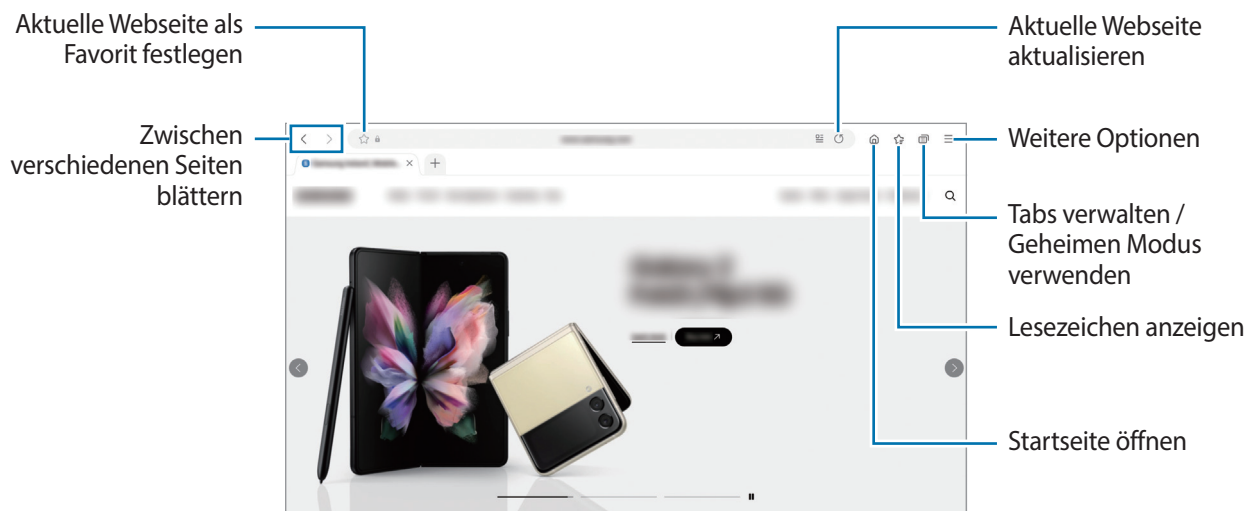 Aktuelle Webseite als
Favorit festlegen
Aktuelle Webseite
aktualisieren
Zwischen
verschiedenen Seiten
blättern
Weitere Optionen
Tabs verwalten /
Geheimen Modus
verwenden
Lesezeichen anzeigen
Startseite öffnen